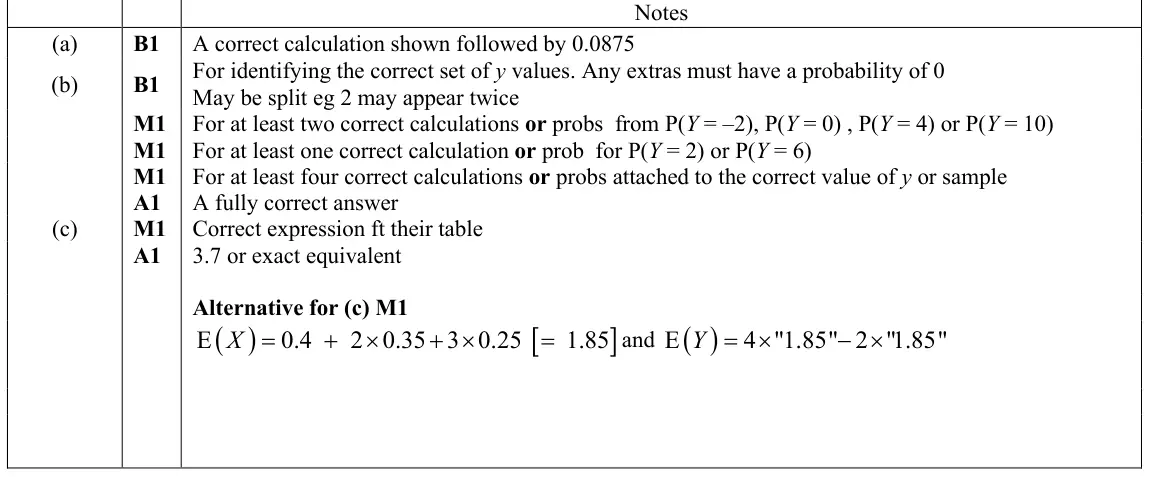 Notes
(a) B1 A correct calculation shown followed by 0.0875
(b) B1 For identifying the correct set of y values. Any extras must have a probability of 0
May be split eg 2 may appear twice
M1 For at least two correct calculations or probs from P(Y = –2), P(Y = 0) , P(Y = 4) or P(Y = 10)
M1 For at least one correct calculation or prob for P(Y = 2) or P(Y = 6)
M1 For at least four correct calculations or probs attached to the correct value of y or sample
A1 A fully correct answer
(c) M1 Correct expression ft their table
A1 3.7 or exact equivalent
Alternative for (c) M1
E(X) = 0.4 + 2×0.35+3×0.25 [= 1.85] and E(Y) = 4×"1.85"–2×"1.85"